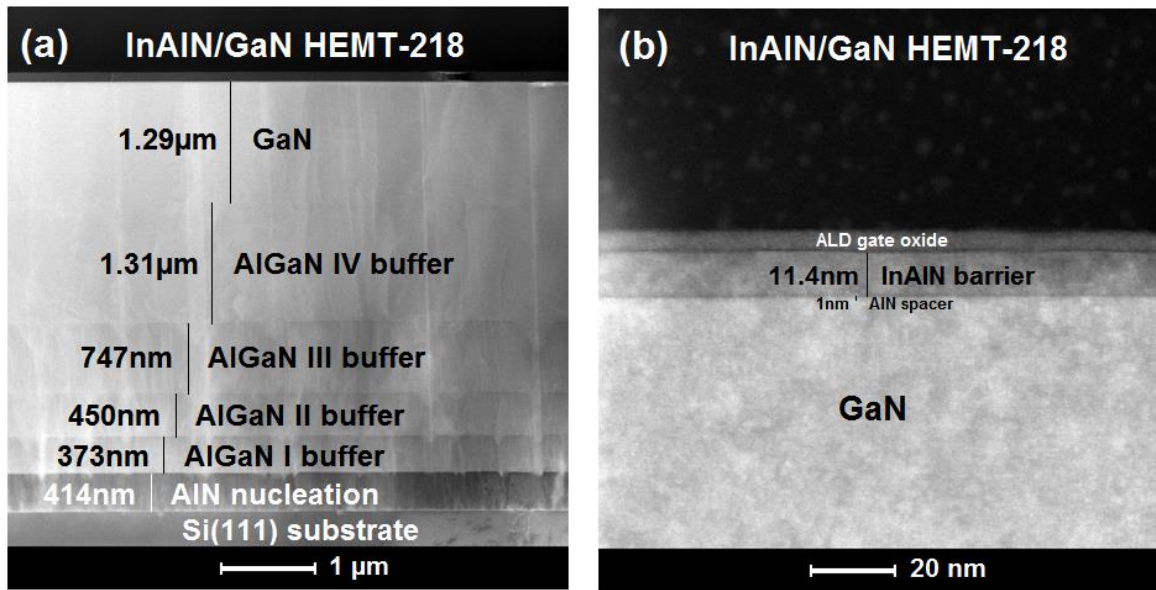 (a) InAlN/GaN HEMT-218
1.29µm GaN
1.31µm AlGaN IV buffer
747nm AlGaN III buffer
450nm AlGaN II buffer
373nm AlGaN I buffer
414nm AlN nucleation
Si(111) substrate
1 µm
(b) InAlN/GaN HEMT-218
ALD gate oxide
11.4nm InAlN barrier
1nm AlN spacer
GaN
20 nm